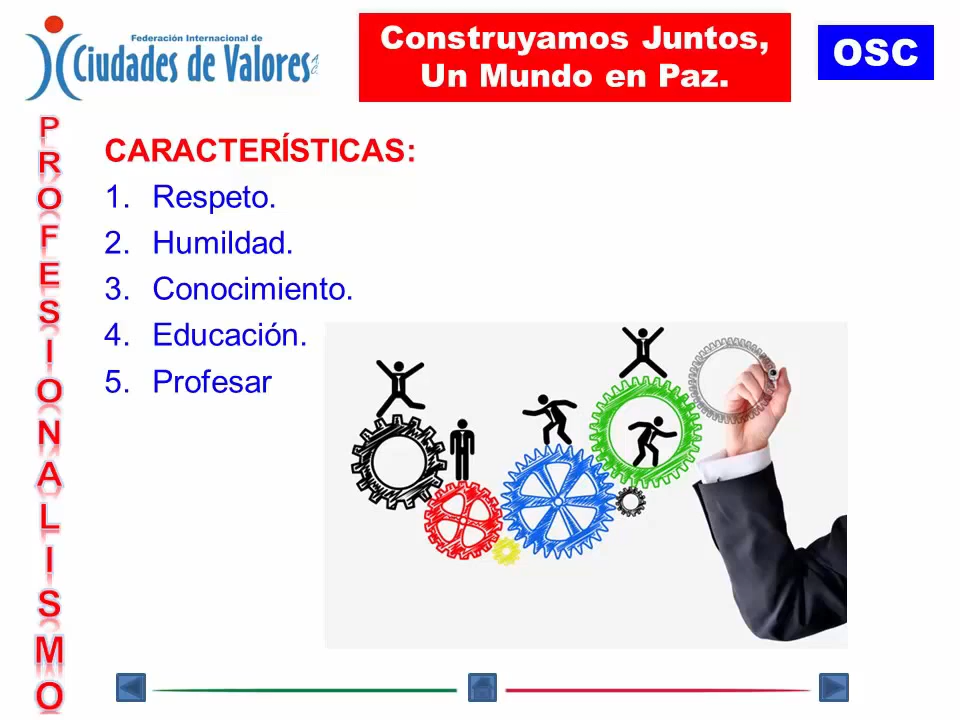 Federación Internacional de
Ciudades de Valores A.C.
Construyamos Juntos,
Un Mundo en Paz.
OSC
PROFESIONALISMO
CARACTERÍSTICAS:
1. Respeto.
2. Humildad.
3. Conocimiento.
4. Educación.
5. Profesar